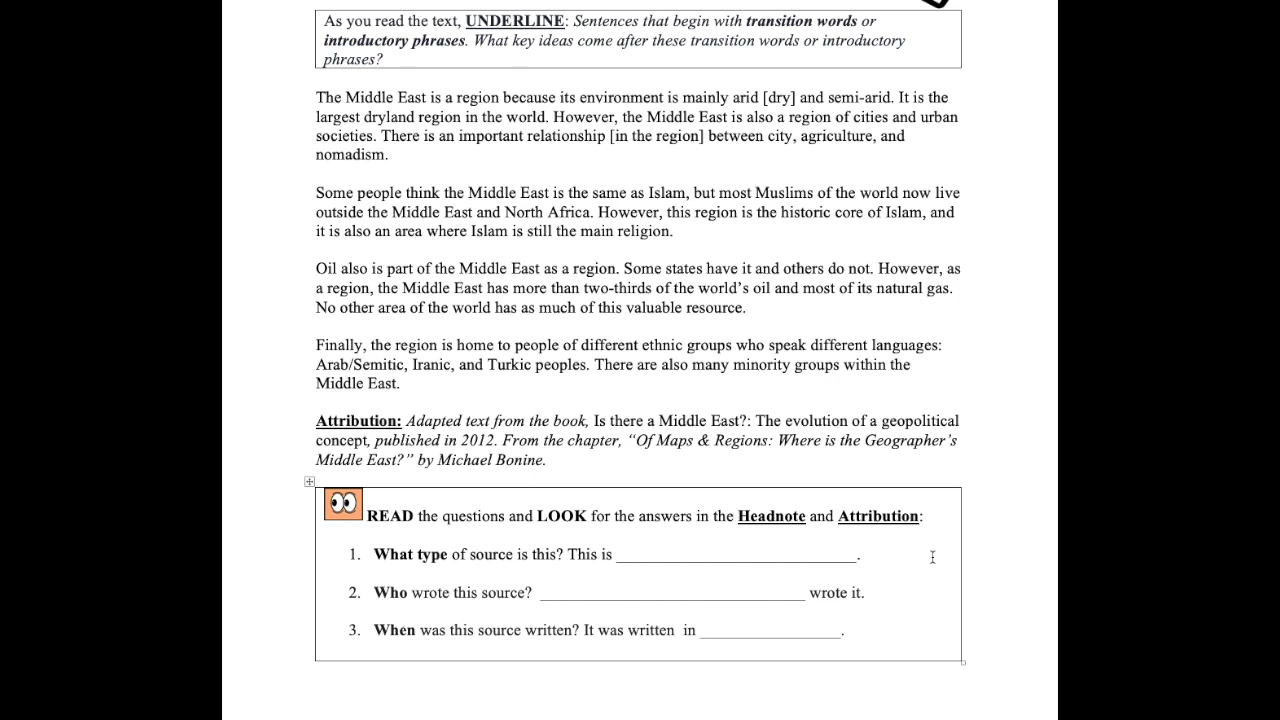 As you read the text, UNDERLINE: Sentences that begin with transition words or
introductory phrases. What key ideas come after these transition words or introductory
phrases?
The Middle East is a region because its environment is mainly arid [dry] and semi-arid. It is the
largest dryland region in the world. However, the Middle East is also a region of cities and urban
societies. There is an important relationship [in the region] between city, agriculture, and
nomadism.
Some people think the Middle East is the same as Islam, but most Muslims of the world now live
outside the Middle East and North Africa. However, this region is the historic core of Islam, and
it is also an area where Islam is still the main religion.
Oil also is part of the Middle East as a region. Some states have it and others do not. However, as
a region, the Middle East has more than two-thirds of the world’s oil and most of its natural gas.
No other area of the world has as much of this valuable resource.
Finally, the region is home to people of different ethnic groups who speak different languages:
Arab/Semitic, Iranic, and Turkic peoples. There are also many minority groups within the
Middle East.
Attribution: Adapted text from the book, Is there a Middle East?: The evolution of a geopolitical
concept, published in 2012. From the chapter, “Of Maps & Regions: Where is the Geographer’s
Middle East?” by Michael Bonine.
READ the questions and LOOK for the answers in the Headnote and Attribution:
1. What type of source is this? This is ______________________________.
2. Who wrote this source? _________________________________ wrote it.
3. When was this source written? It was written in __________________.